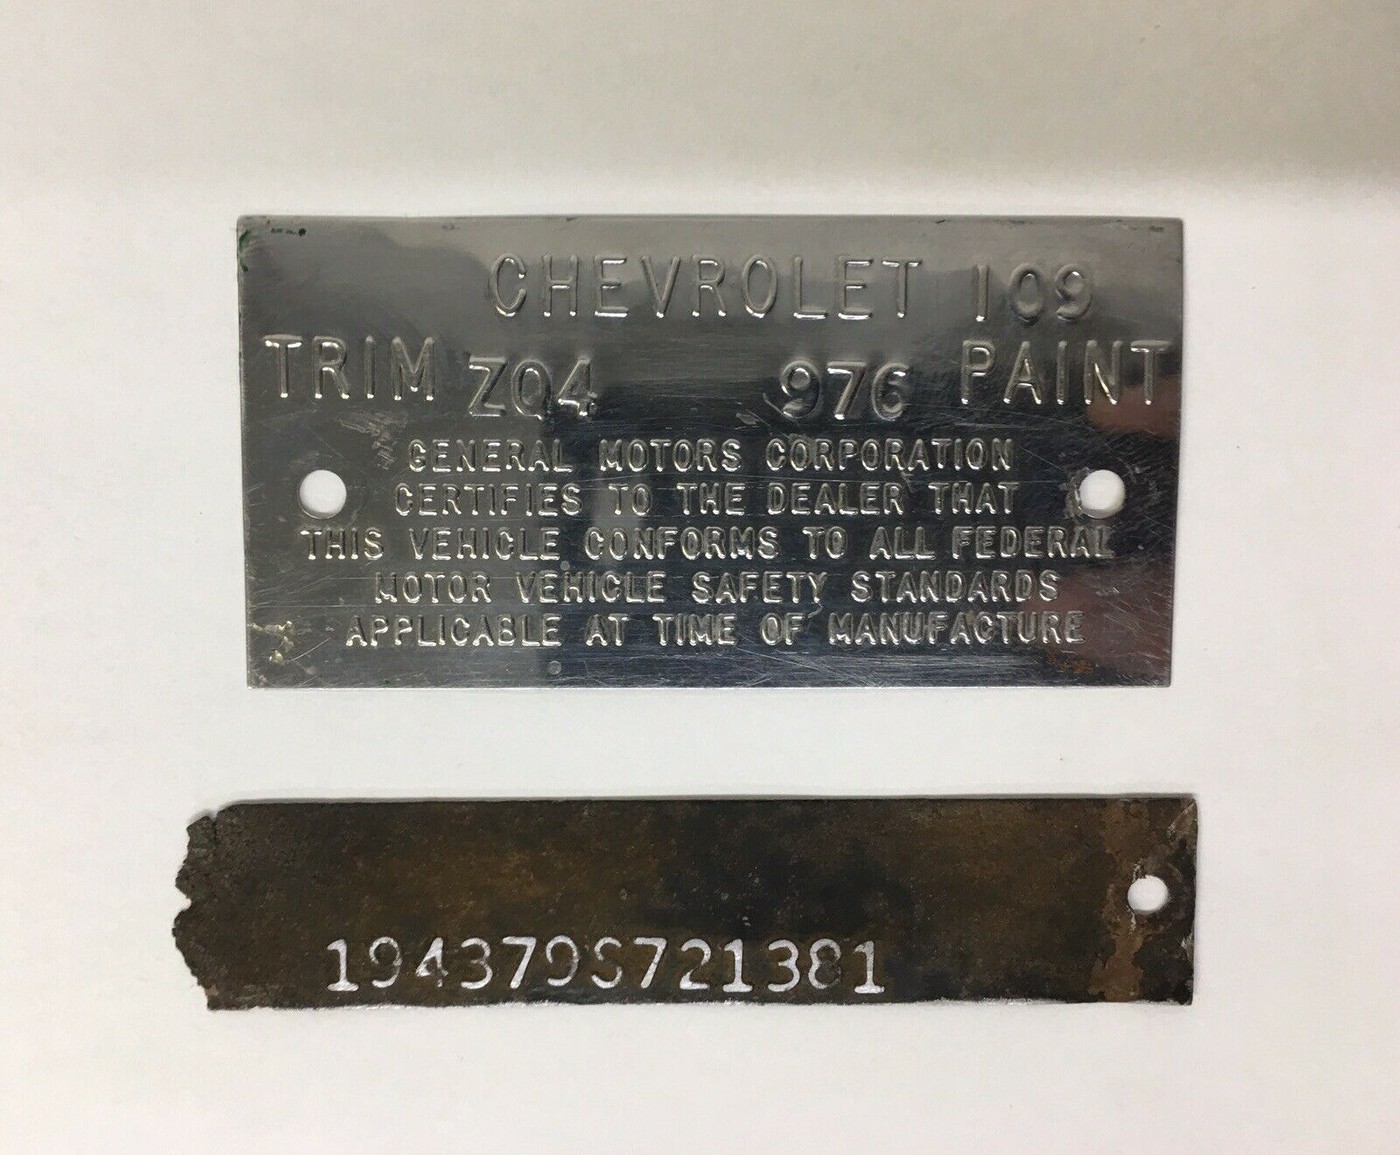 CHEVROLET 109
TRIM ZQ4 976 PAINT
GENERAL MOTORS CORPORATION
CERTIFIES TO THE DEALER THAT
THIS VEHICLE CONFORMS TO ALL FEDERAL
MOTOR VEHICLE SAFETY STANDARDS
APPLICABLE AT TIME OF MANUFACTURE
194379S721381